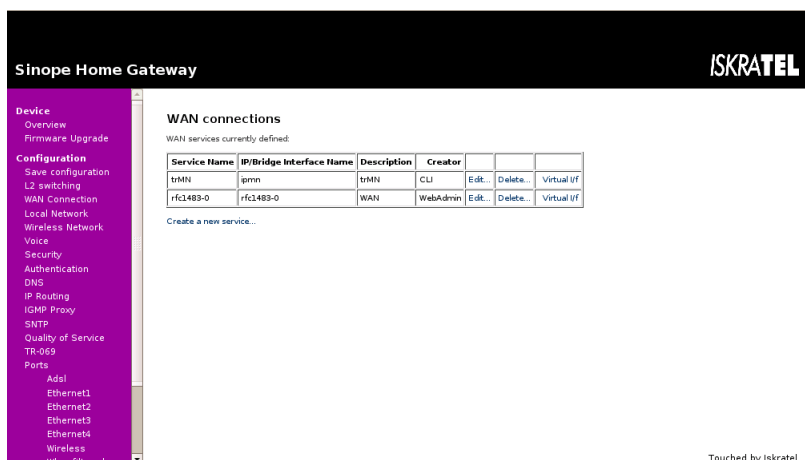 Sinope Home Gateway
ISKRATEL
Device
Overview
Firmware Upgrade
Configuration
Save configuration
L2 switching
WAN Connection
Local Network
Wireless Network
Voice
Security
Authentication
DNS
IP Routing
IGMP Proxy
SNTP
Quality of Service
TR-069
Ports
Adsl
Ethernet1
Ethernet2
Ethernet3
Ethernet4
Wireless
WAN connections
WAN services currently defined:
Service Name IP/Bridge Interface Name Description Creator
trMN ipmn trMN CLI Edit... Delete... Virtual I/f
rfc1483-0 rfc1483-0 WAN WebAdmin Edit... Delete... Virtual I/f
Create a new service...
Touched by Iskratel